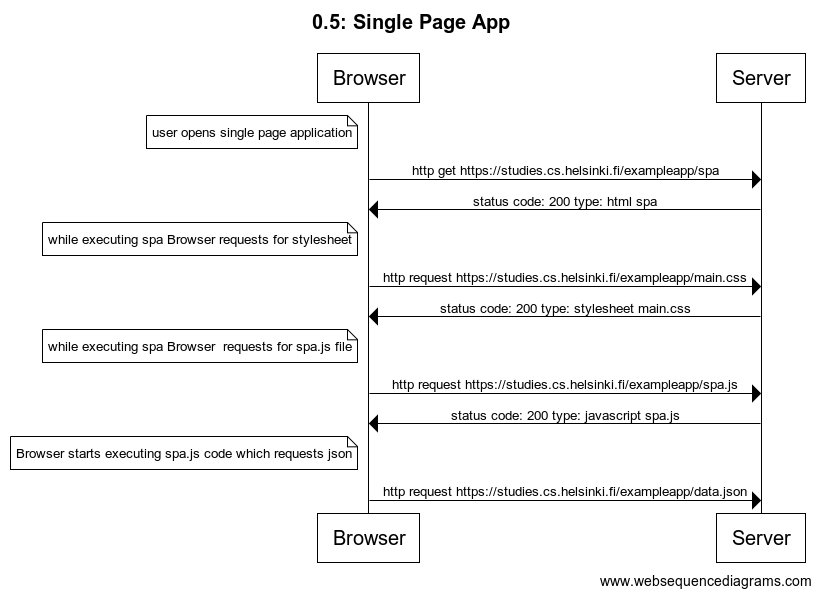 0.5: Single Page App
Browser
Server
user opens single page application
http get https://studies.cs.helsinki.fi/exampleapp/spa
status code: 200 type: html spa
while executing spa Browser requests for stylesheet
http request https://studies.cs.helsinki.fi/exampleapp/main.css
status code: 200 type: stylesheet main.css
while executing spa Browser  requests for spa.js file
http request https://studies.cs.helsinki.fi/exampleapp/spa.js
status code: 200 type: javascript spa.js
Browser starts executing spa.js code which requests json
http request https://studies.cs.helsinki.fi/exampleapp/data.json
Browser
Server
www.websequencediagrams.com